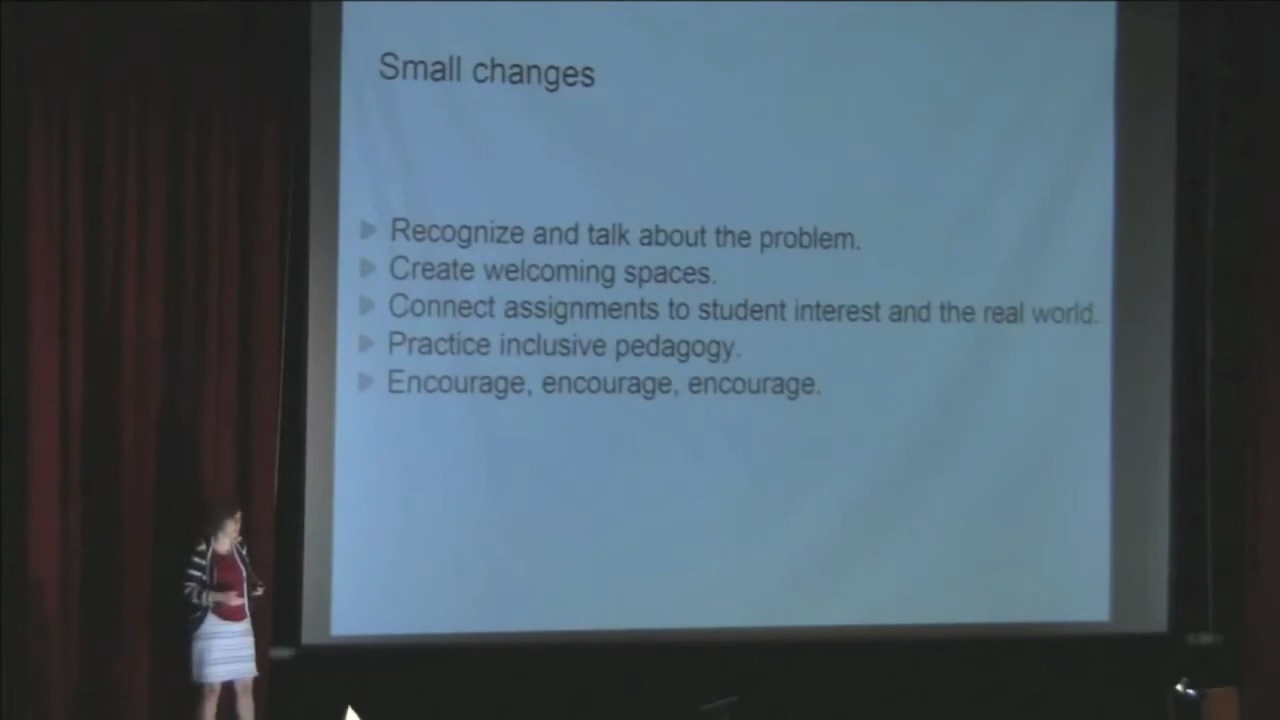 Small changes
Recognize and talk about the problem.
Create welcoming spaces.
Connect assignments to student interest and the real world.
Practice inclusive pedagogy.
Encourage, encourage, encourage.